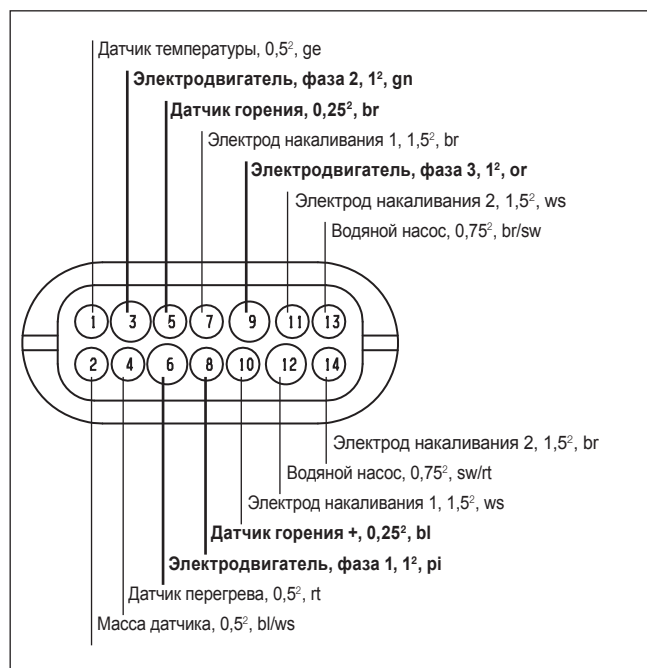 Датчик температуры, 0,5², ge
Электродвигатель, фаза 2, 1², gn
Датчик горения, 0,25², br
Электрод накаливания 1, 1,5², br
Электродвигатель, фаза 3, 1², or
Электрод накаливания 2, 1,5², ws
Водяной насос, 0,75², br/sw
1 3 5 7 9 11 13
2 4 6 8 10 12 14
Электрод накаливания 2, 1,5², br
Водяной насос, 0,75², sw/rt
Электрод накаливания 1, 1,5², ws
Датчик горения +, 0,25², bl
Электродвигатель, фаза 1, 1², pi
Датчик перегрева, 0,5², rt
Масса датчика, 0,5², bl/ws